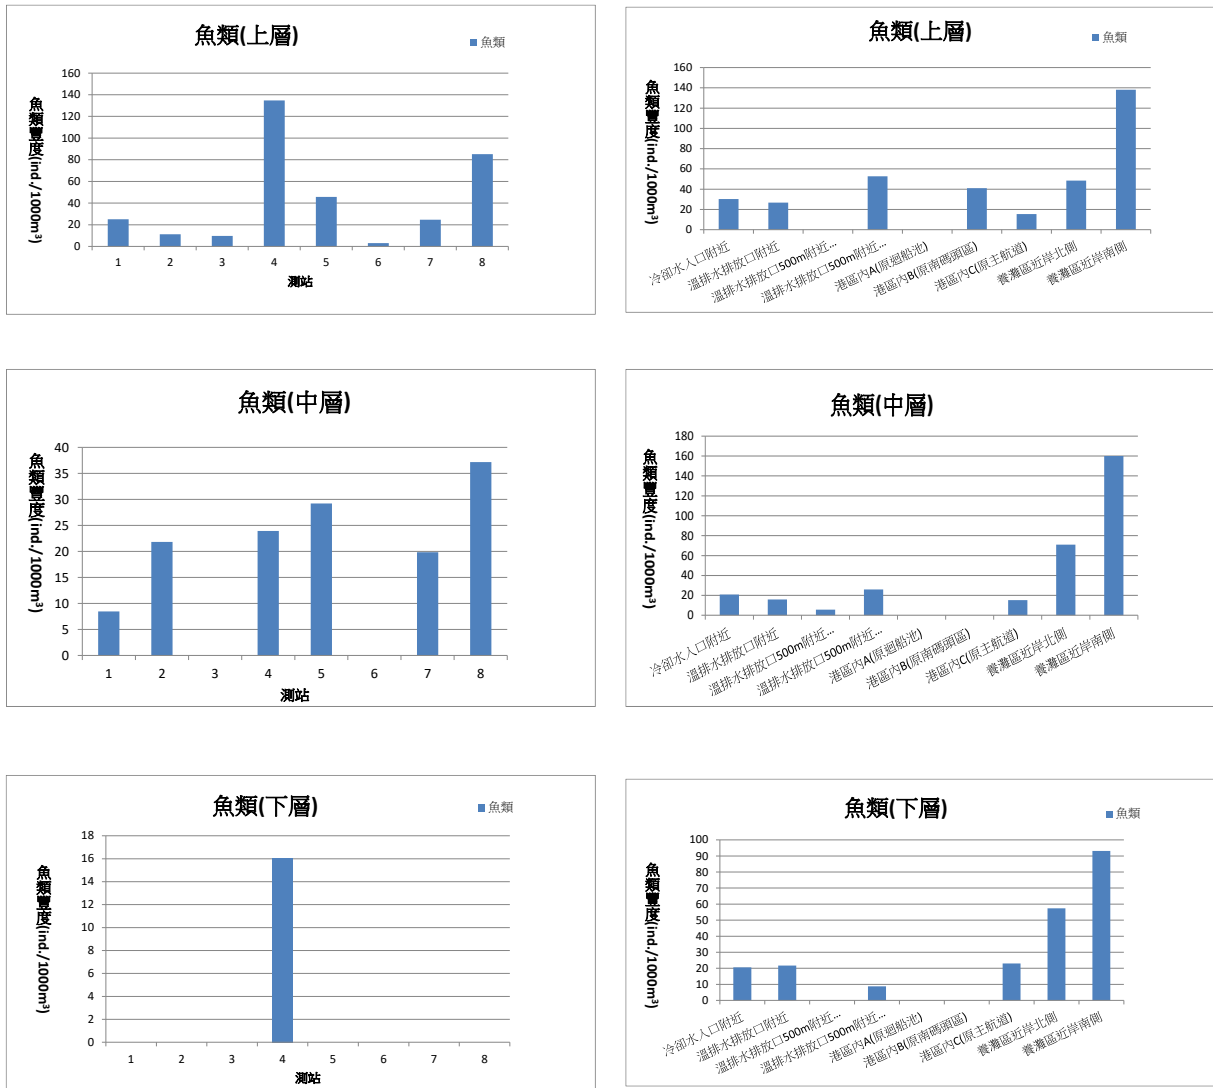 魚類(上層)
魚類
魚類豐度(ind./1000m³)
160
140
120
100
80
60
40
20
0
1 2 3 4 5 6 7 8
測站
魚類(上層)
魚類
魚類豐度(ind./1000m³)
160
140
120
100
80
60
40
20
0
冷卻水入口附近
溫排水排放口附近
溫排水排放口500m附近…
溫排水排放口500m附近…
港區內A(原迴船池)
港區內B(原南碼頭區)
港區內C(原主航道)
養灘區近岸北側
養灘區近岸南側
魚類(中層)
魚類豐度(ind./1000m³)
40
35
30
25
20
15
10
5
0
1 2 3 4 5 6 7 8
測站
魚類(中層)
魚類豐度(ind./1000m³)
180
160
140
120
100
80
60
40
20
0
冷卻水入口附近
溫排水排放口附近
溫排水排放口500m附近…
溫排水排放口500m附近…
港區內A(原迴船池)
港區內B(原南碼頭區)
港區內C(原主航道)
養灘區近岸北側
養灘區近岸南側
魚類(下層)
魚類
魚類豐度(ind./1000m³)
18
16
14
12
10
8
6
4
2
0
1 2 3 4 5 6 7 8
測站
魚類(下層)
魚類
魚類豐度(ind./1000m³)
100
90
80
70
60
50
40
30
20
10
0
冷卻水入口附近
溫排水排放口附近
溫排水排放口500m附近…
溫排水排放口500m附近…
港區內A(原迴船池)
港區內B(原南碼頭區)
港區內C(原主航道)
養灘區近岸北側
養灘區近岸南側